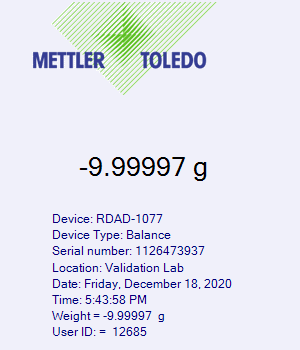 METTLER TOLEDO
-9.99997 g
Device: RDAD-1077
Device Type: Balance
Serial number: 1126473937
Location: Validation Lab
Date: Friday, December 18, 2020
Time: 5:43:58 PM
Weight = -9.99997  g
User ID: =  12685